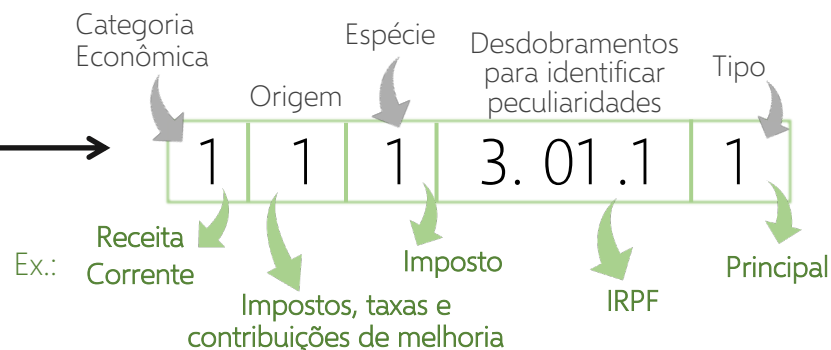 Categoria
Econômica
Origem
Espécie
Desdobramentos
para identificar
peculiaridades
Tipo
1 1 1 3. 01 .1 1
Ex.:
Receita
Corrente
Impostos, taxas e
contribuições de melhoria
Imposto
IRPF
Principal